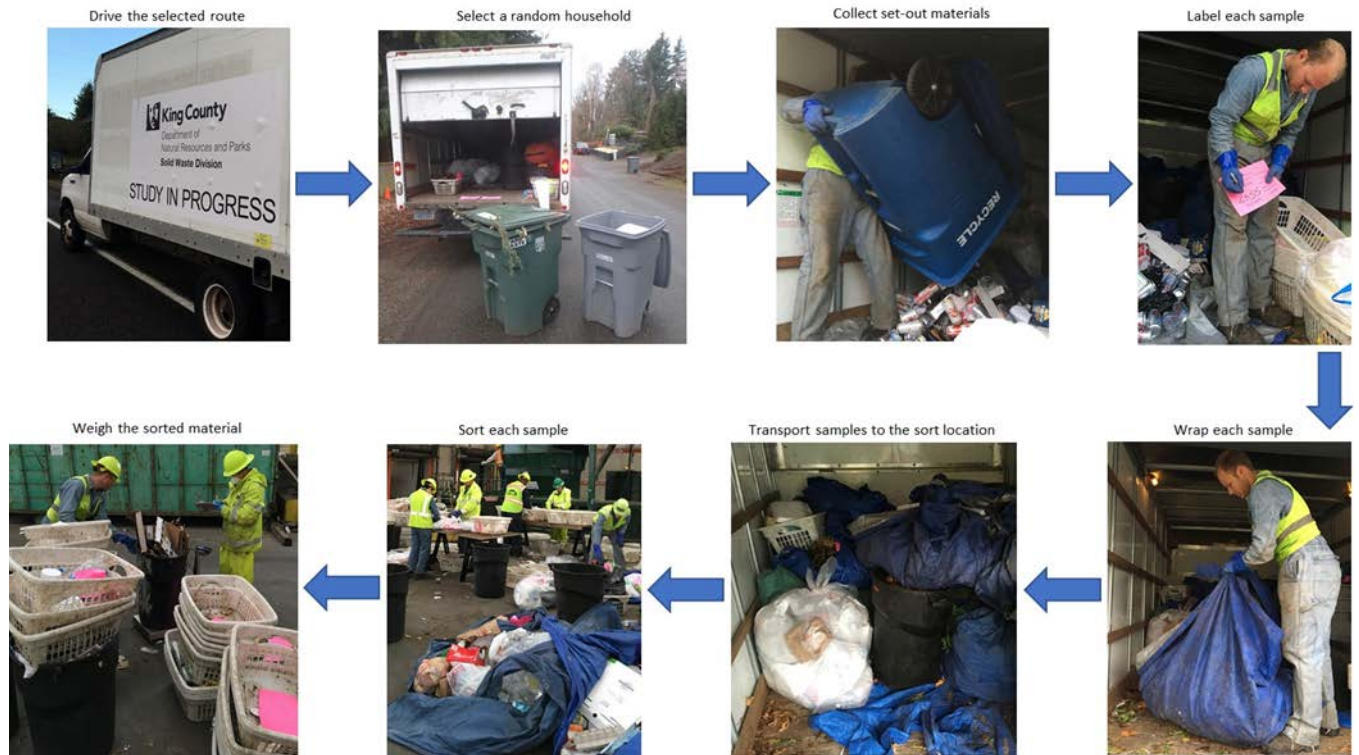 Drive the selected route
Select a random household
Collect set-out materials
Label each sample
King County
Department of
Natural Resources and Parks
Solid Waste Division
STUDY IN PROGRESS
RECYCLE
Weigh the sorted material
Sort each sample
Transport samples to the sort location
Wrap each sample